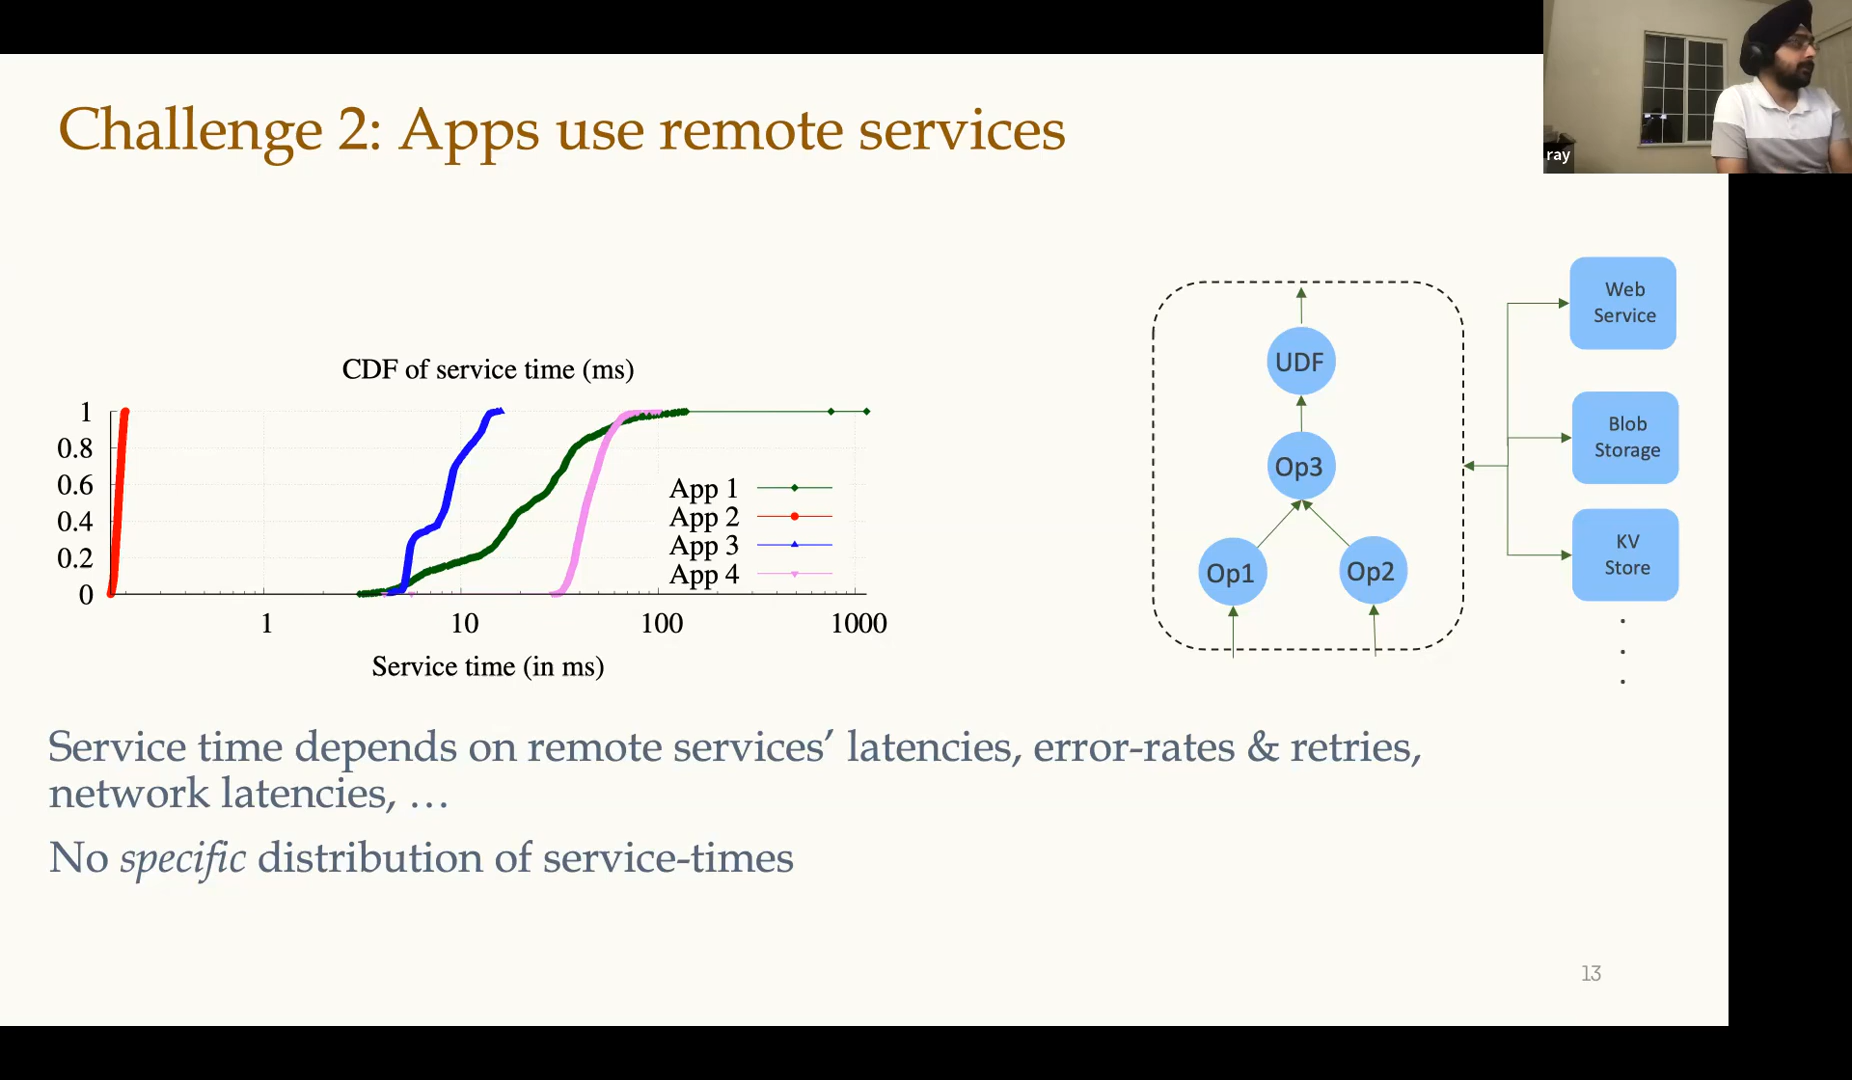 Challenge 2: Apps use remote services
ray
CDF of service time (ms)
1
0.8
0.6
0.4
0.2
0
App 1
App 2
App 3
App 4
1
10
100
1000
Service time (in ms)
UDF
Op3
Op1
Op2
Web
Service
Blob
Storage
KV
Store
Service time depends on remote services’ latencies, error-rates & retries,
network latencies, …
No specific distribution of service-times
13